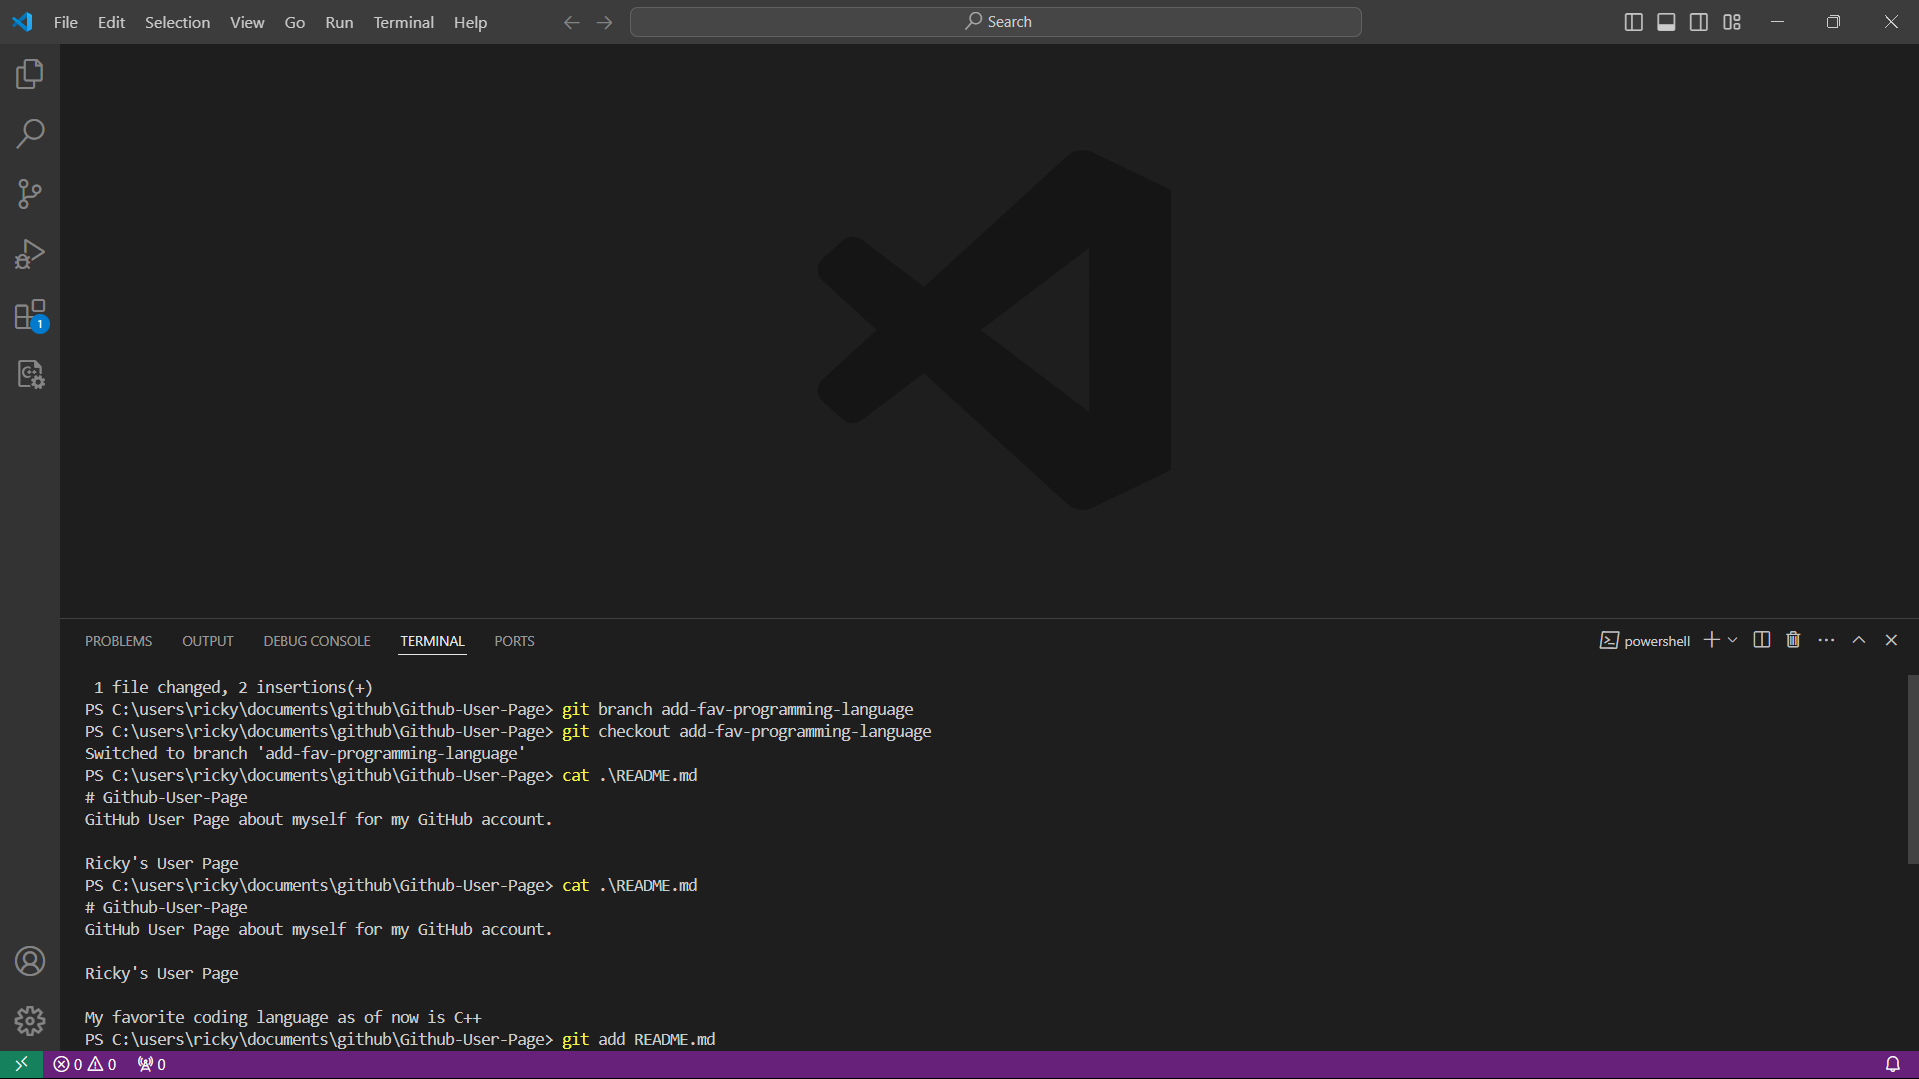 File Edit Selection View Go Run Terminal Help
Search
1
PROBLEMS OUTPUT DEBUG CONSOLE TERMINAL PORTS
powershell
1 file changed, 2 insertions(+)
PS C:\users\ricky\documents\github\Github-User-Page> git branch add-fav-programming-language
PS C:\users\ricky\documents\github\Github-User-Page> git checkout add-fav-programming-language
Switched to branch 'add-fav-programming-language'
PS C:\users\ricky\documents\github\Github-User-Page> cat .\README.md
# Github-User-Page
GitHub User Page about myself for my GitHub account.
Ricky's User Page
PS C:\users\ricky\documents\github\Github-User-Page> cat .\README.md
# Github-User-Page
GitHub User Page about myself for my GitHub account.
Ricky's User Page
My favorite coding language as of now is C++
PS C:\users\ricky\documents\github\Github-User-Page> git add README.md
0 0 0